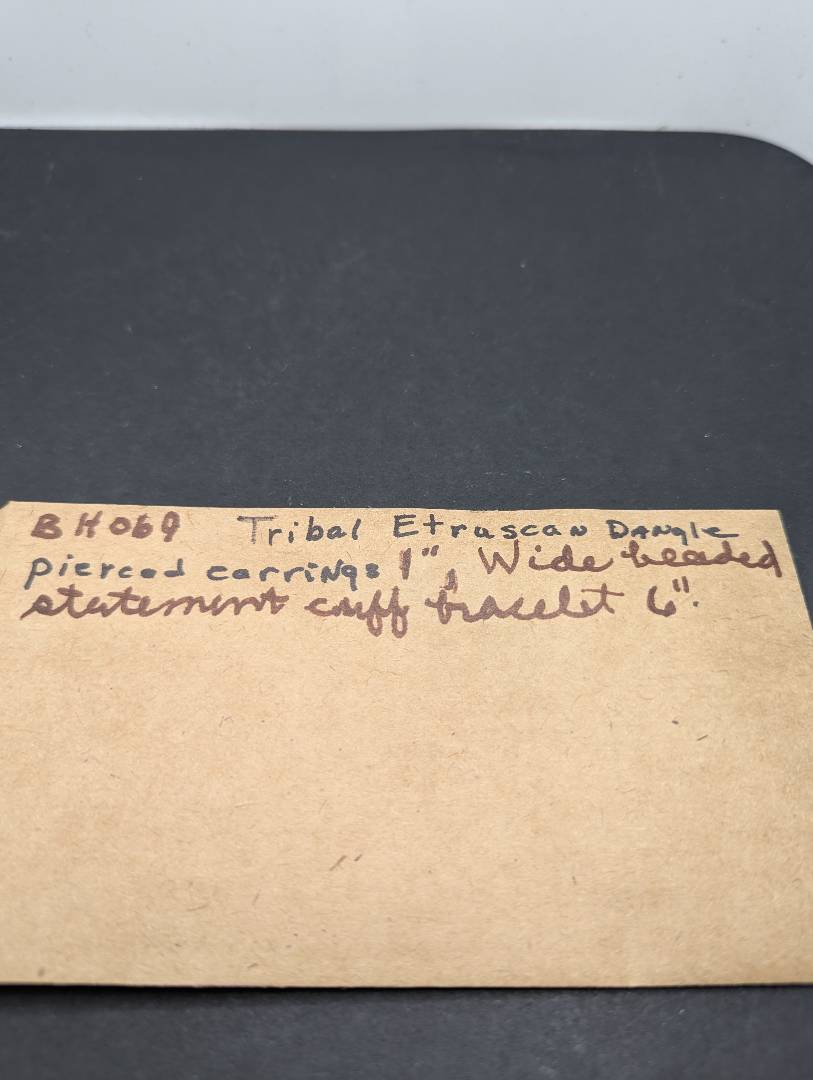 BH069 Tribal Etruscan Dangle
pierced earrings 1", Wide beaded
statement cuff bracelet 6".